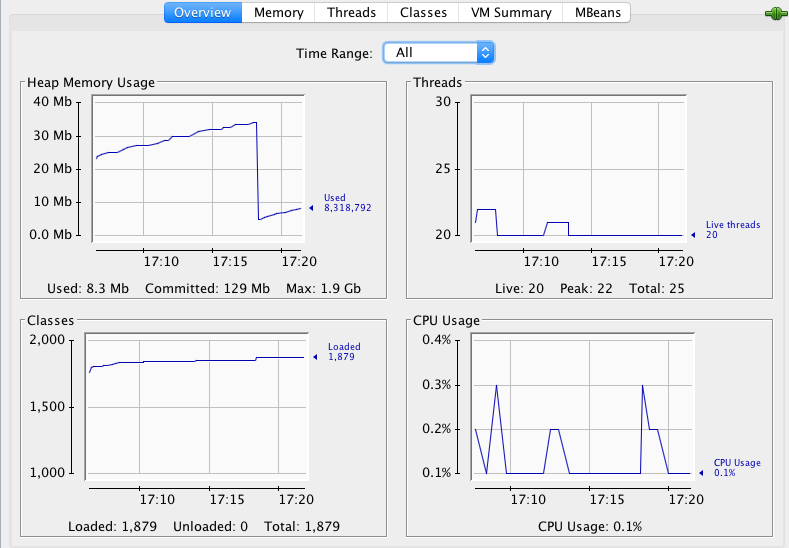 Overview Memory Threads Classes VM Summary MBeans
Time Range: All
Heap Memory Usage
40 Mb
30 Mb
20 Mb
10 Mb
0.0 Mb
Used
8,318,792
17:10 17:15 17:20
Used: 8.3 Mb Committed: 129 Mb Max: 1.9 Gb
Threads
30
25
20
Live threads
20
17:10 17:15 17:20
Live: 20 Peak: 22 Total: 25
Classes
2,000
1,500
1,000
Loaded
1,879
17:10 17:15 17:20
Loaded: 1,879 Unloaded: 0 Total: 1,879
CPU Usage
0.4%
0.3%
0.2%
0.1%
CPU Usage
0.1%
17:10 17:15 17:20
CPU Usage: 0.1%